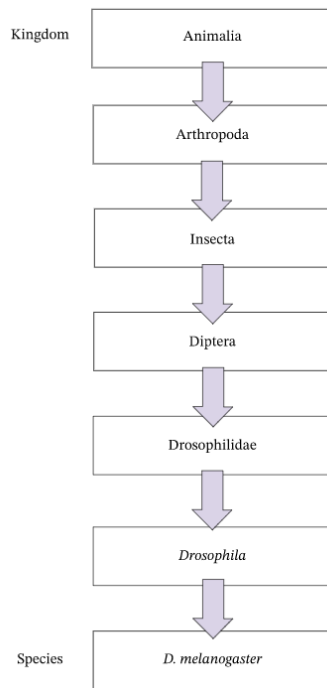 Kingdom
Animalia
Arthropoda
Insecta
Diptera
Drosophilidae
Drosophila
Species
D. melanogaster